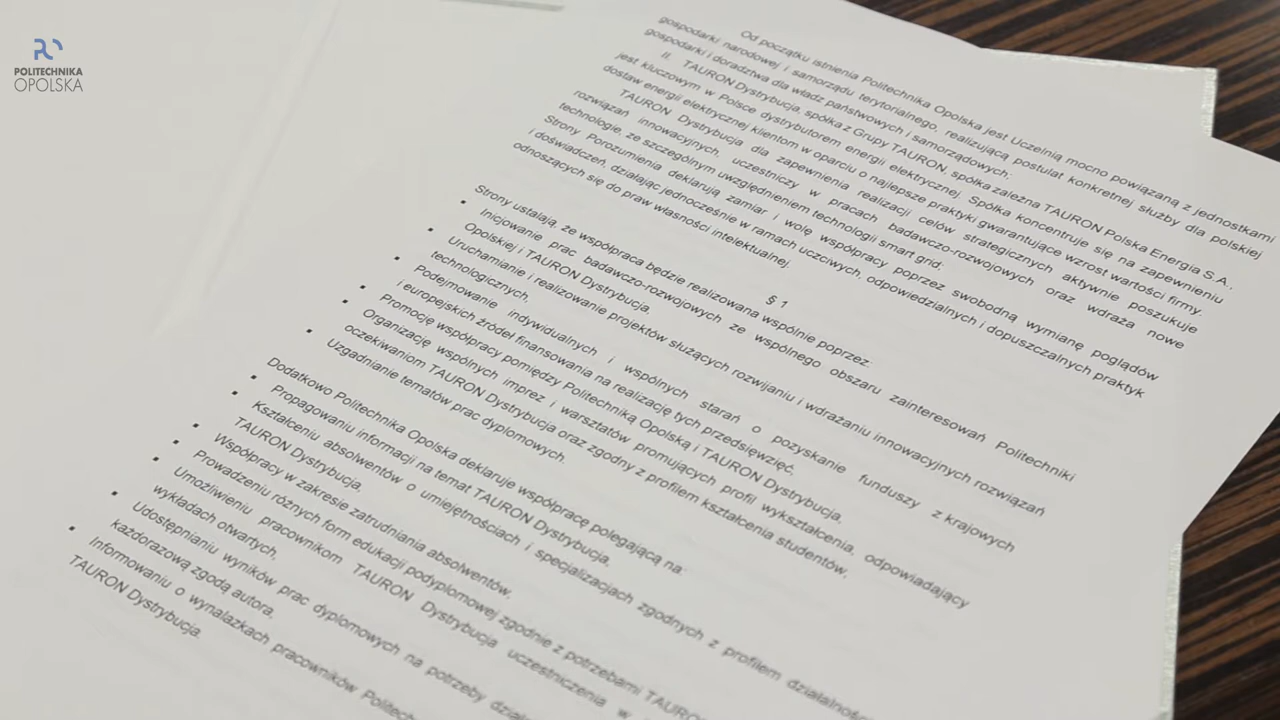 POLITECHNIKA
OPOLSKA
Od początku istnienia Politechnika Opolska jest Uczelnią mocno powiązaną z jednostkami
gospodarki narodowej i samorządu terytorialnego, realizującą postulat konkretnej służby dla polskiej
gospodarki i doradztwa dla władz państwowych i samorządowych;
II. TAURON Dystrybucja, spółka z Grupy TAURON, spółka zależna TAURON Polska Energia S.A.,
jest kluczowym w Polsce dystrybutorem energii elektrycznej. Spółka koncentruje się na zapewnieniu
dostaw energii elektrycznej klientom w oparciu o najlepsze praktyki gwarantujące wzrost wartości firmy.
TAURON Dystrybucja dla zapewnienia realizacji celów strategicznych aktywnie poszukuje
rozwiązań innowacyjnych, uczestniczy w pracach badawczo-rozwojowych oraz wdraża nowe
technologie, ze szczególnym uwzględnieniem technologii smart grid;
Strony Porozumienia deklarują zamiar i wolę współpracy poprzez swobodną wymianę poglądów
i doświadczeń, działając jednocześnie w ramach uczciwych, odpowiedzialnych i dopuszczalnych praktyk
odnoszących się do praw własności intelektualnej.
§ 1
Strony ustalają, że współpraca będzie realizowana wspólnie poprzez:
▪ Inicjowanie prac badawczo-rozwojowych ze wspólnego obszaru zainteresowań Politechniki
Opolskiej i TAURON Dystrybucja,
▪ Uruchamianie i realizowanie projektów służących rozwijaniu i wdrażaniu innowacyjnych rozwiązań
technologicznych,
▪ Podejmowanie indywidualnych i wspólnych starań o pozyskanie funduszy z krajowych
i europejskich źródeł finansowania na realizację tych przedsięwzięć,
▪ Promocję współpracy pomiędzy Politechniką Opolską i TAURON Dystrybucja,
▪ Organizację wspólnych imprez i warsztatów promujących profil wykształcenia, odpowiadający
oczekiwaniom TAURON Dystrybucja oraz zgodny z profilem kształcenia studentów,
▪ Uzgadnianie tematów prac dyplomowych.
Dodatkowo Politechnika Opolska deklaruje współpracę polegającą na:
▪ Propagowaniu informacji na temat TAURON Dystrybucja,
▪ Kształceniu absolwentów o umiejętnościach i specjalizacjach zgodnych z profilem działalności
TAURON Dystrybucja,
▪ Współpracy w zakresie zatrudniania absolwentów,
▪ Prowadzeniu różnych form edukacji podyplomowej zgodnie z potrzebami TAURO
▪ Umożliwieniu pracownikom TAURON Dystrybucja uczestniczenia w
wykładach otwartych,
▪ Udostępnianiu wyników prac dyplomowych na potrzeby dział
każdorazową zgodą autora,
▪ Informowaniu o wynalazkach pracowników Politech
TAURON Dystrybucja.